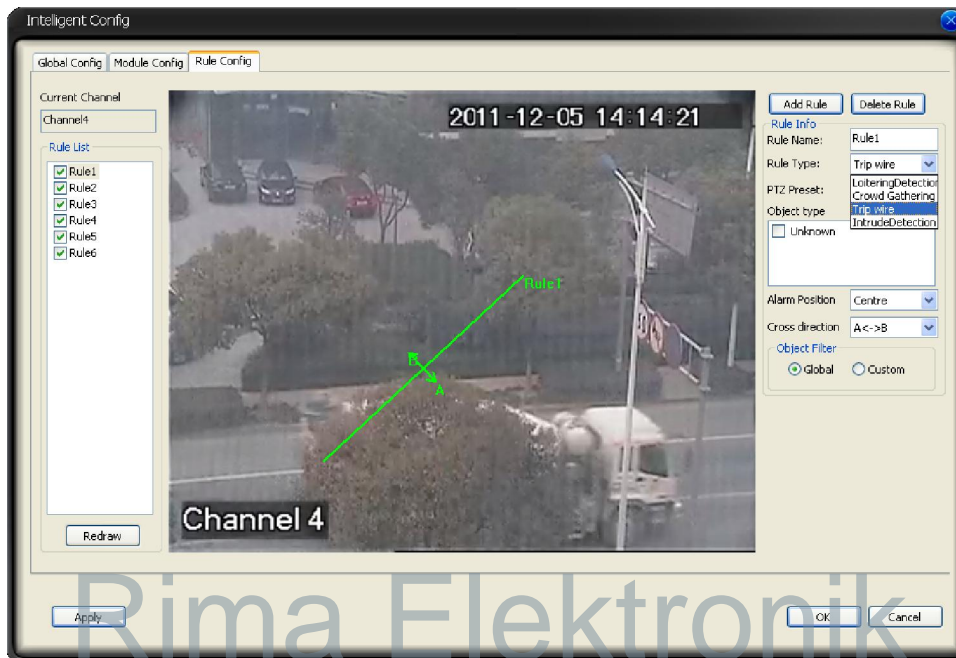 Intelligent Config
Global Config
Module Config
Rule Config
Current Channel
Channel4
Rule List
Rule1
Rule2
Rule3
Rule4
Rule5
Rule6
Redraw
2011-12-05 14:14:21
Rule1
B
A
Channel 4
Add Rule
Delete Rule
Rule Info
Rule Name:
Rule1
Rule Type:
Trip wire
PTZ Preset:
LoiteringDetection
Crowd Gathering
Trip wire
IntrudeDetection
Object type
Unknown
Alarm Position
Centre
Cross direction
A<->B
Object Filter
Global
Custom
Apply
OK
Cancel
Rima Elektronik